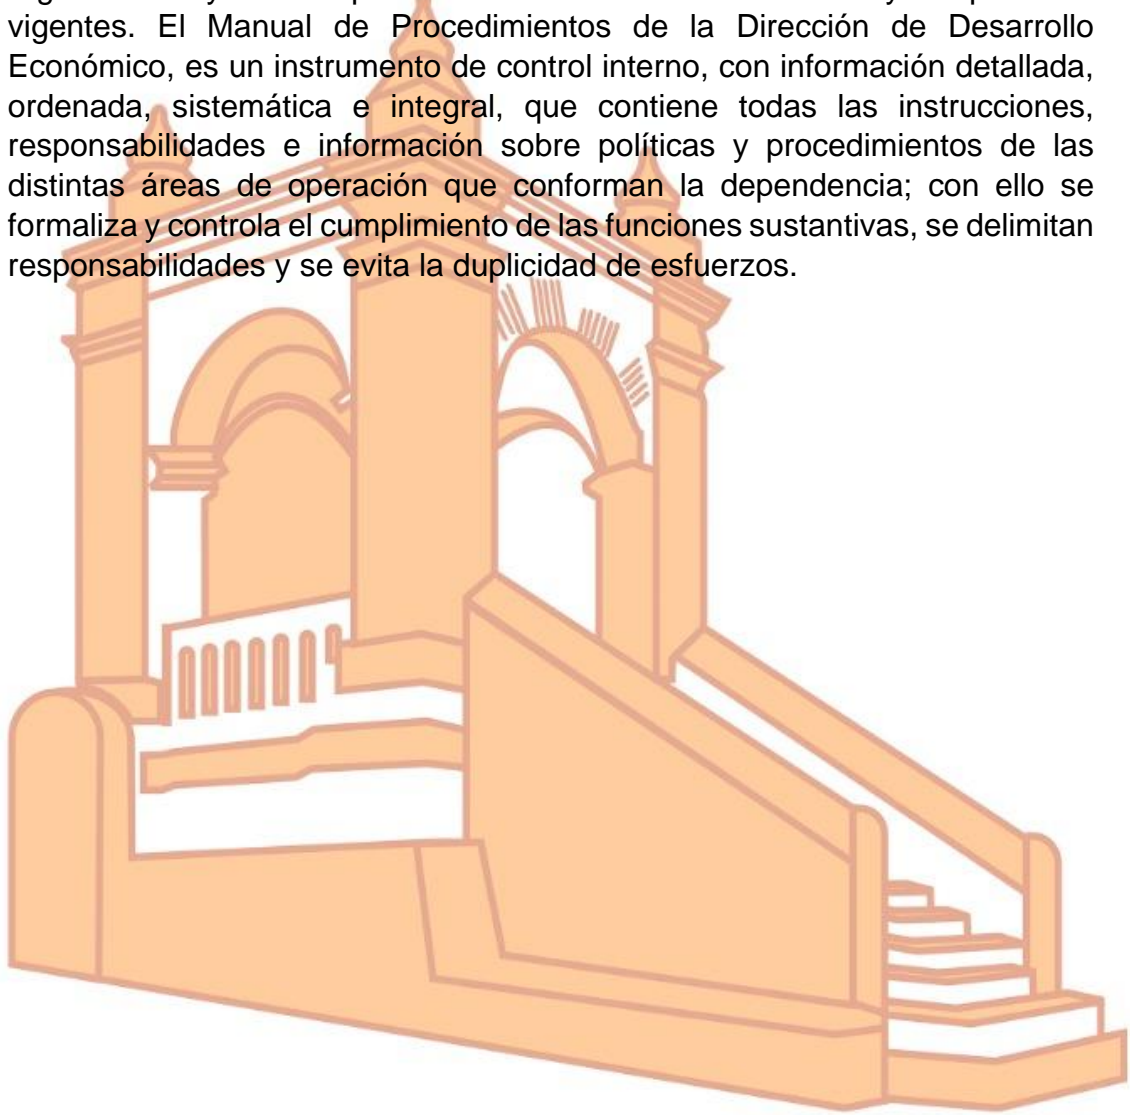 vigentes. El Manual de Procedimientos de la Dirección de Desarrollo
Económico, es un instrumento de control interno, con información detallada,
ordenada, sistemática e integral, que contiene todas las instrucciones,
responsabilidades e información sobre políticas y procedimientos de las
distintas áreas de operación que conforman la dependencia; con ello se
formaliza y controla el cumplimiento de las funciones sustantivas, se delimitan
responsabilidades y se evita la duplicidad de esfuerzos.